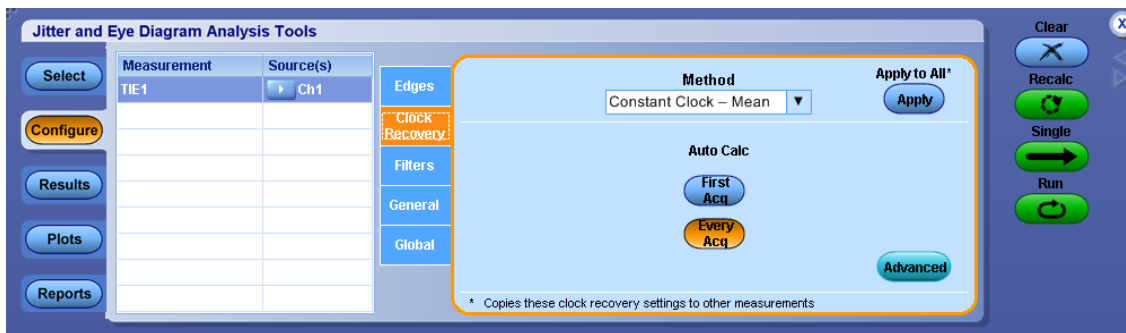 Jitter and Eye Diagram Analysis Tools
Clear
X
Select
Configure
Results
Plots
Reports
Measurement Source(s)
TIE1 Ch1
Edges
Clock
Recovery
Filters
General
Global
Method
Constant Clock – Mean
Apply to All*
Apply
Auto Calc
First
Acq
Every
Acq
Advanced
* Copies these clock recovery settings to other measurements
Recalc
Single
Run